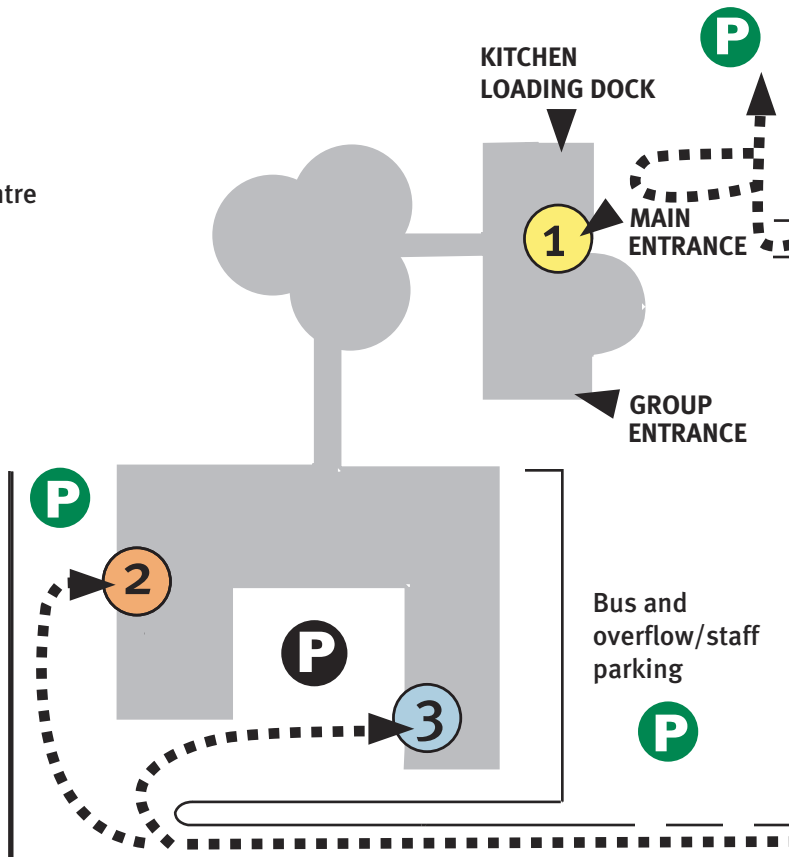 P
KITCHEN
LOADING DOCK
ntre
1
MAIN
ENTRANCE
GROUP
ENTRANCE
P
2
Bus and
overflow/staff
parking
P
3
P